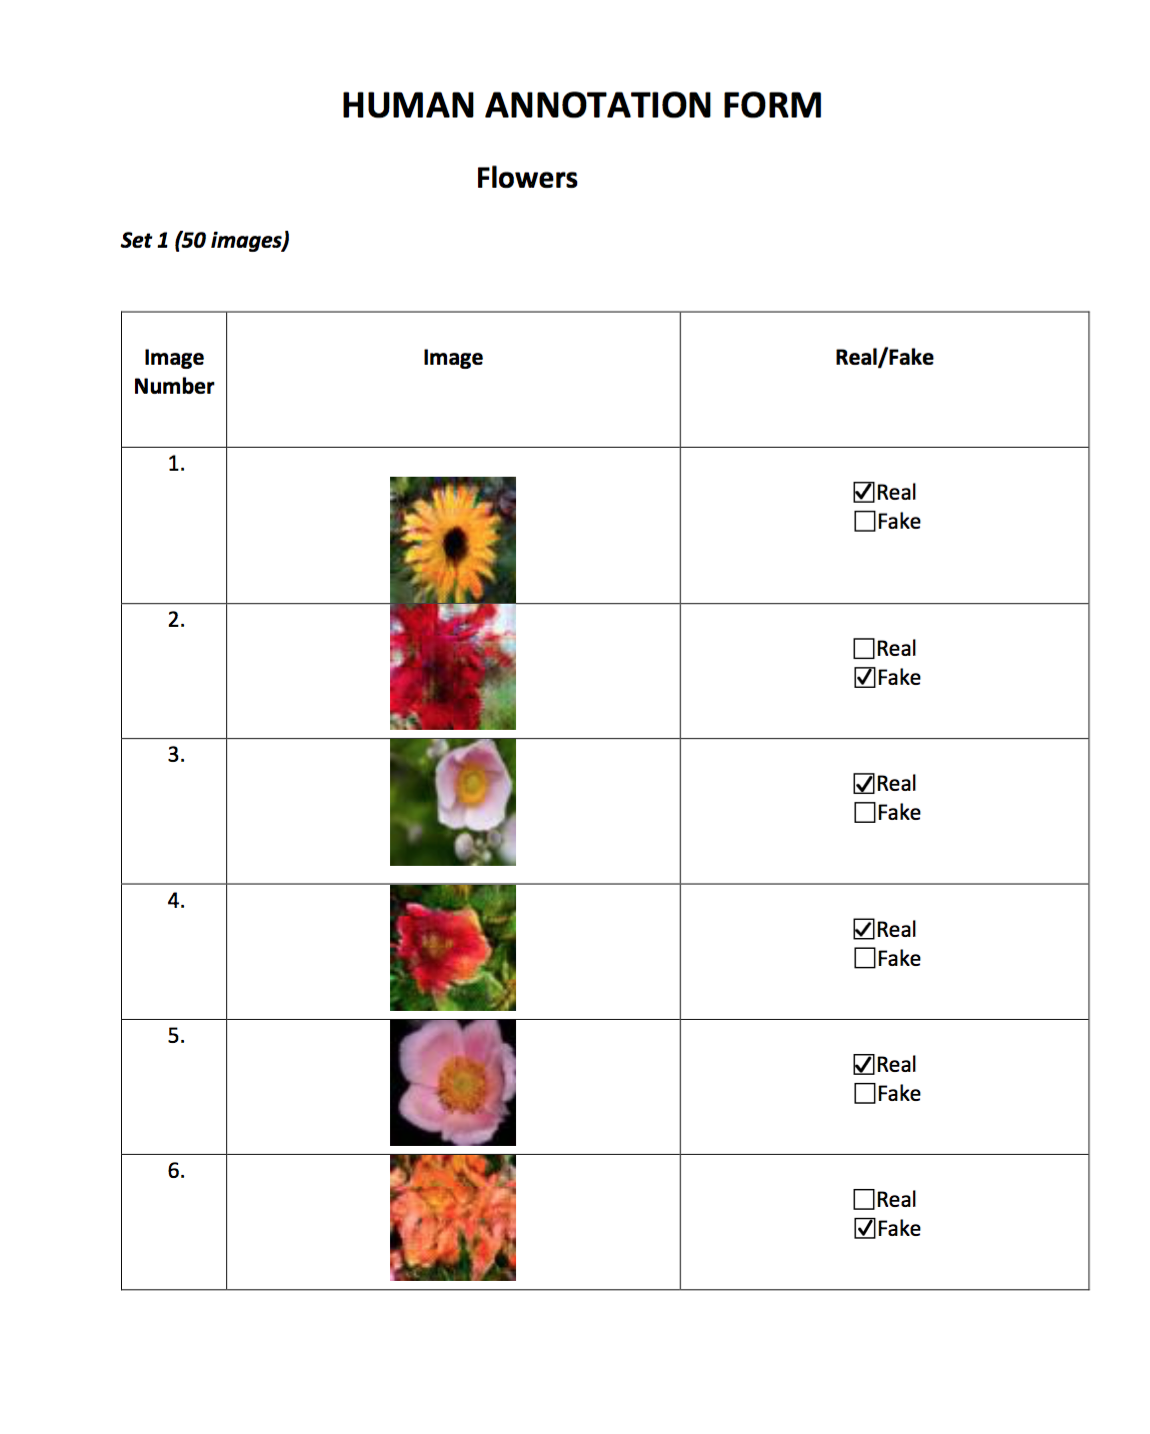 HUMAN ANNOTATION FORM
Flowers
Set 1 (50 images)
Image Number
Image
Real/Fake
1.
☑Real
☐Fake
2.
☐Real
☑Fake
3.
☑Real
☐Fake
4.
☑Real
☐Fake
5.
☑Real
☐Fake
6.
☐Real
☑Fake